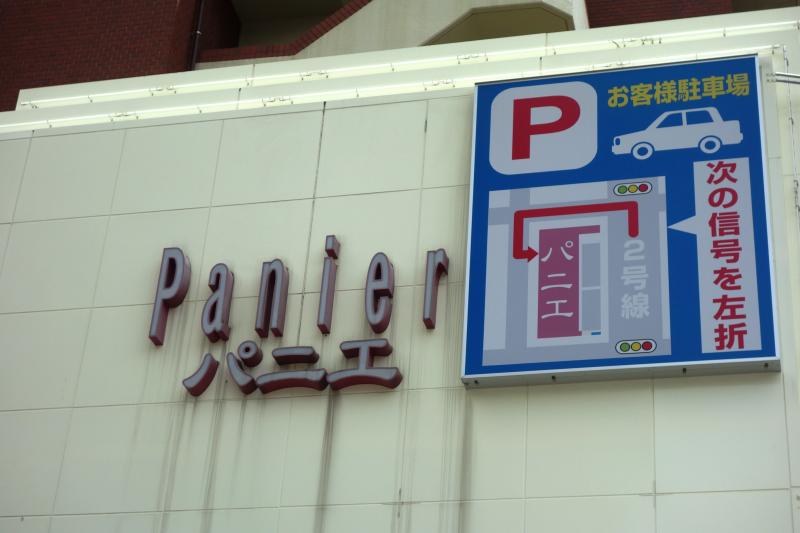 Panier
パニエ
P
お客様駐車場
次の信号を左折
パニエ
2号線